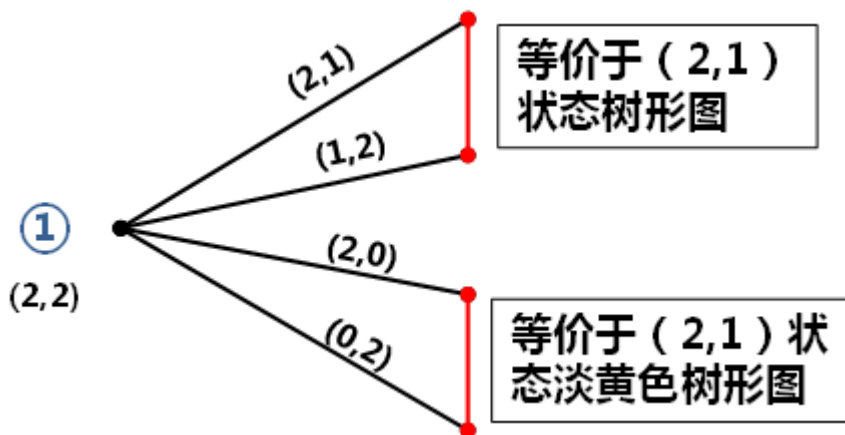 (2,1)
等价于（2,1）
状态树形图
(1,2)
①
(2,2)
(2,0)
(0,2)
等价于（2,1）状
态淡黄色树形图